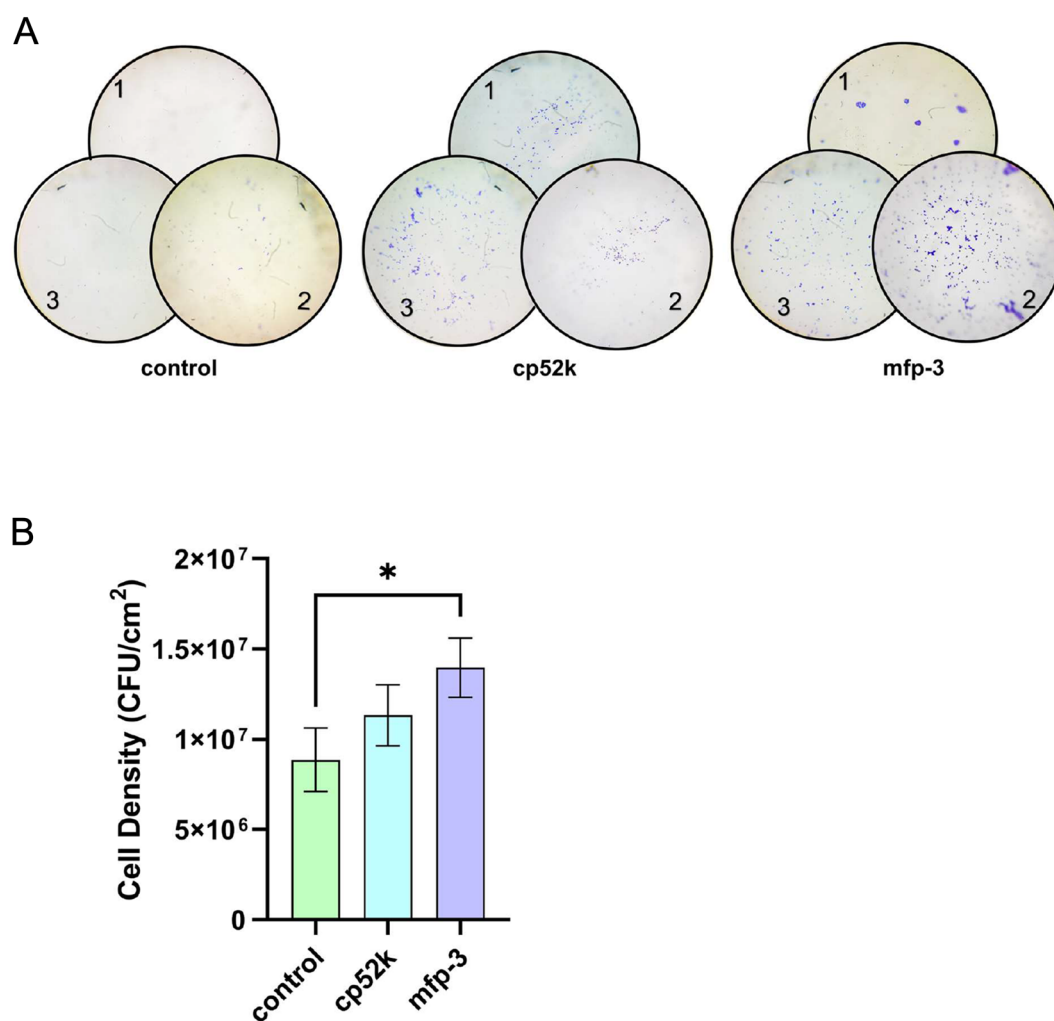 A
1
3
2
control
1
3
2
cp52k
1
3
2
mfp-3
B
Cell Density (CFU/cm²)
2×10⁷
1.5×10⁷
1×10⁷
5×10⁶
0
*
control
cp52k
mfp-3